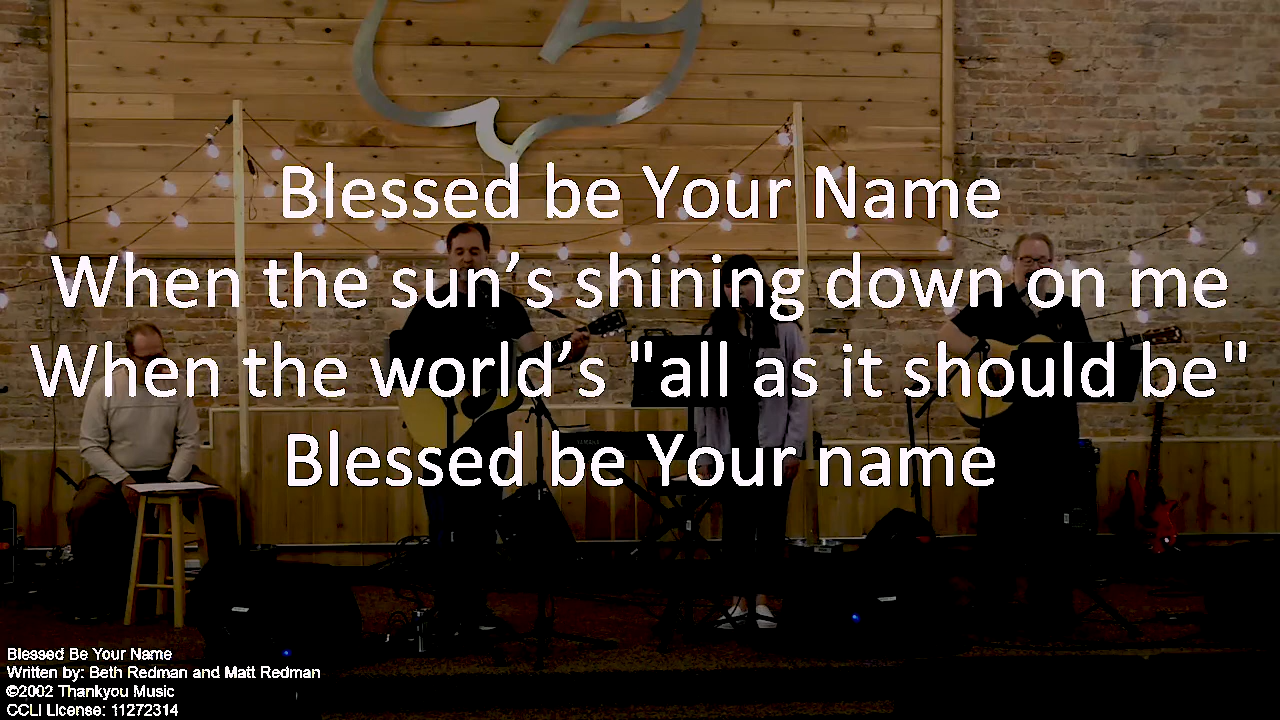 Blessed be Your Name
When the sun’s shining down on me
When the world’s "all as it should be"
Blessed be Your name
Blessed Be Your Name
Written by: Beth Redman and Matt Redman
©2002 Thankyou Music
CCLI License: 11272314